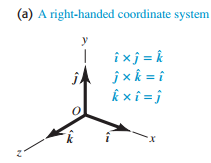 (a) A right-handed coordinate system
y
î × ĵ = k̂
ĵ × k̂ = î
k̂ × î = ĵ
ĵ
O
k̂
î
x
z